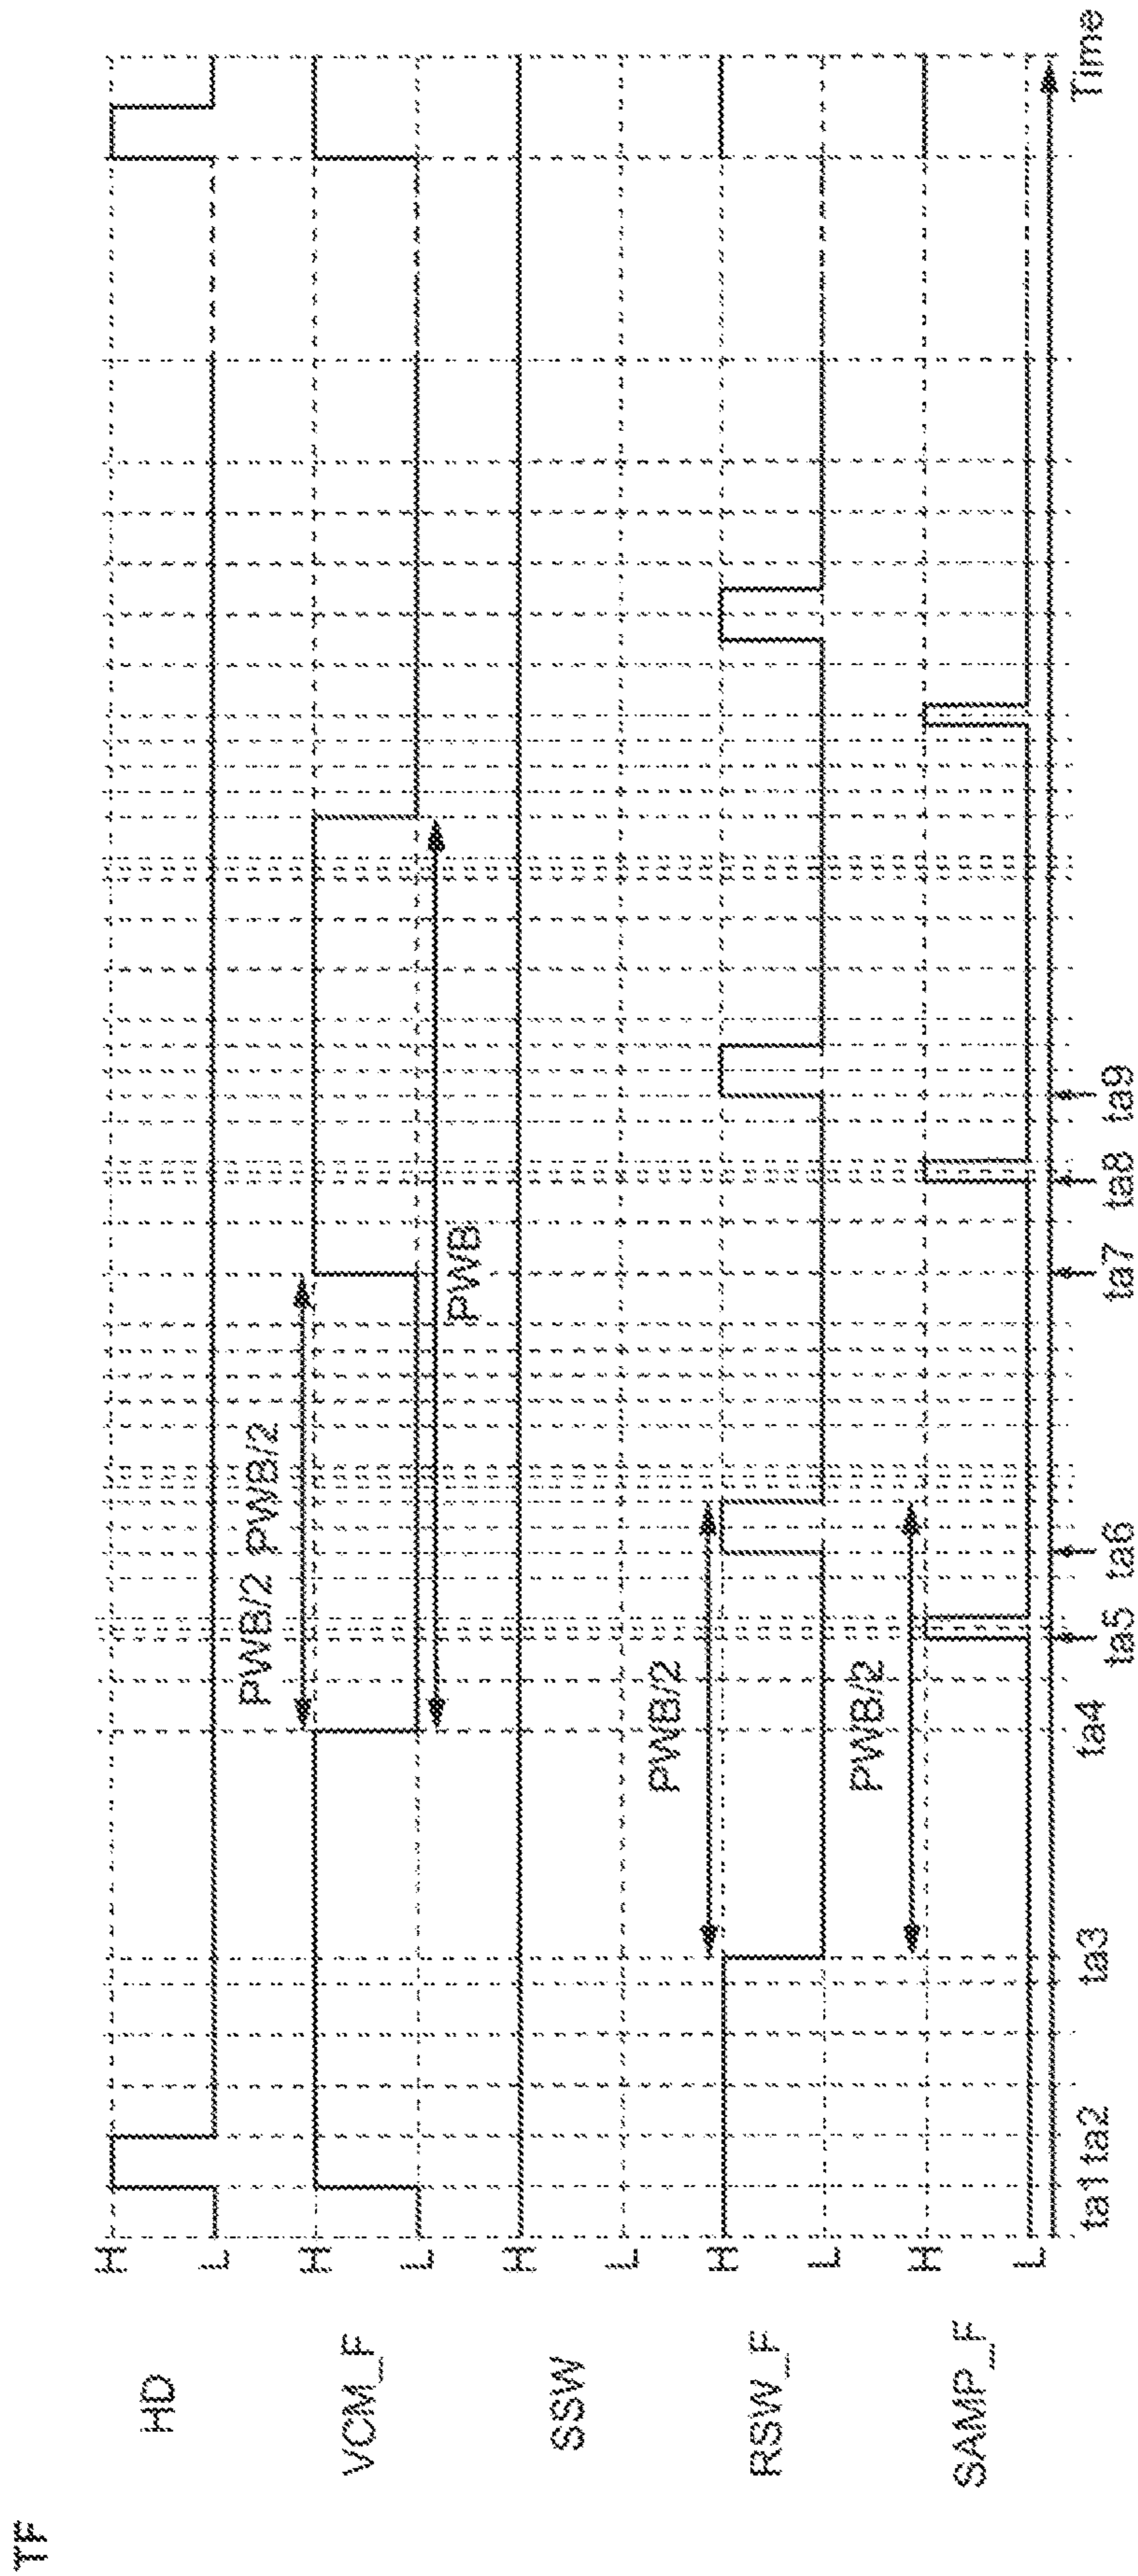 TF
HD
H
L
PWB/2 PWB/2
VCM_F
H
L
PWB
SSW
H
L
PWB/2
RSW_F
H
L
PWB/2
SAMP_F
H
L
Time
ta1 ta2 ta3 ta4 ta5 ta6 ta7 ta8 ta9